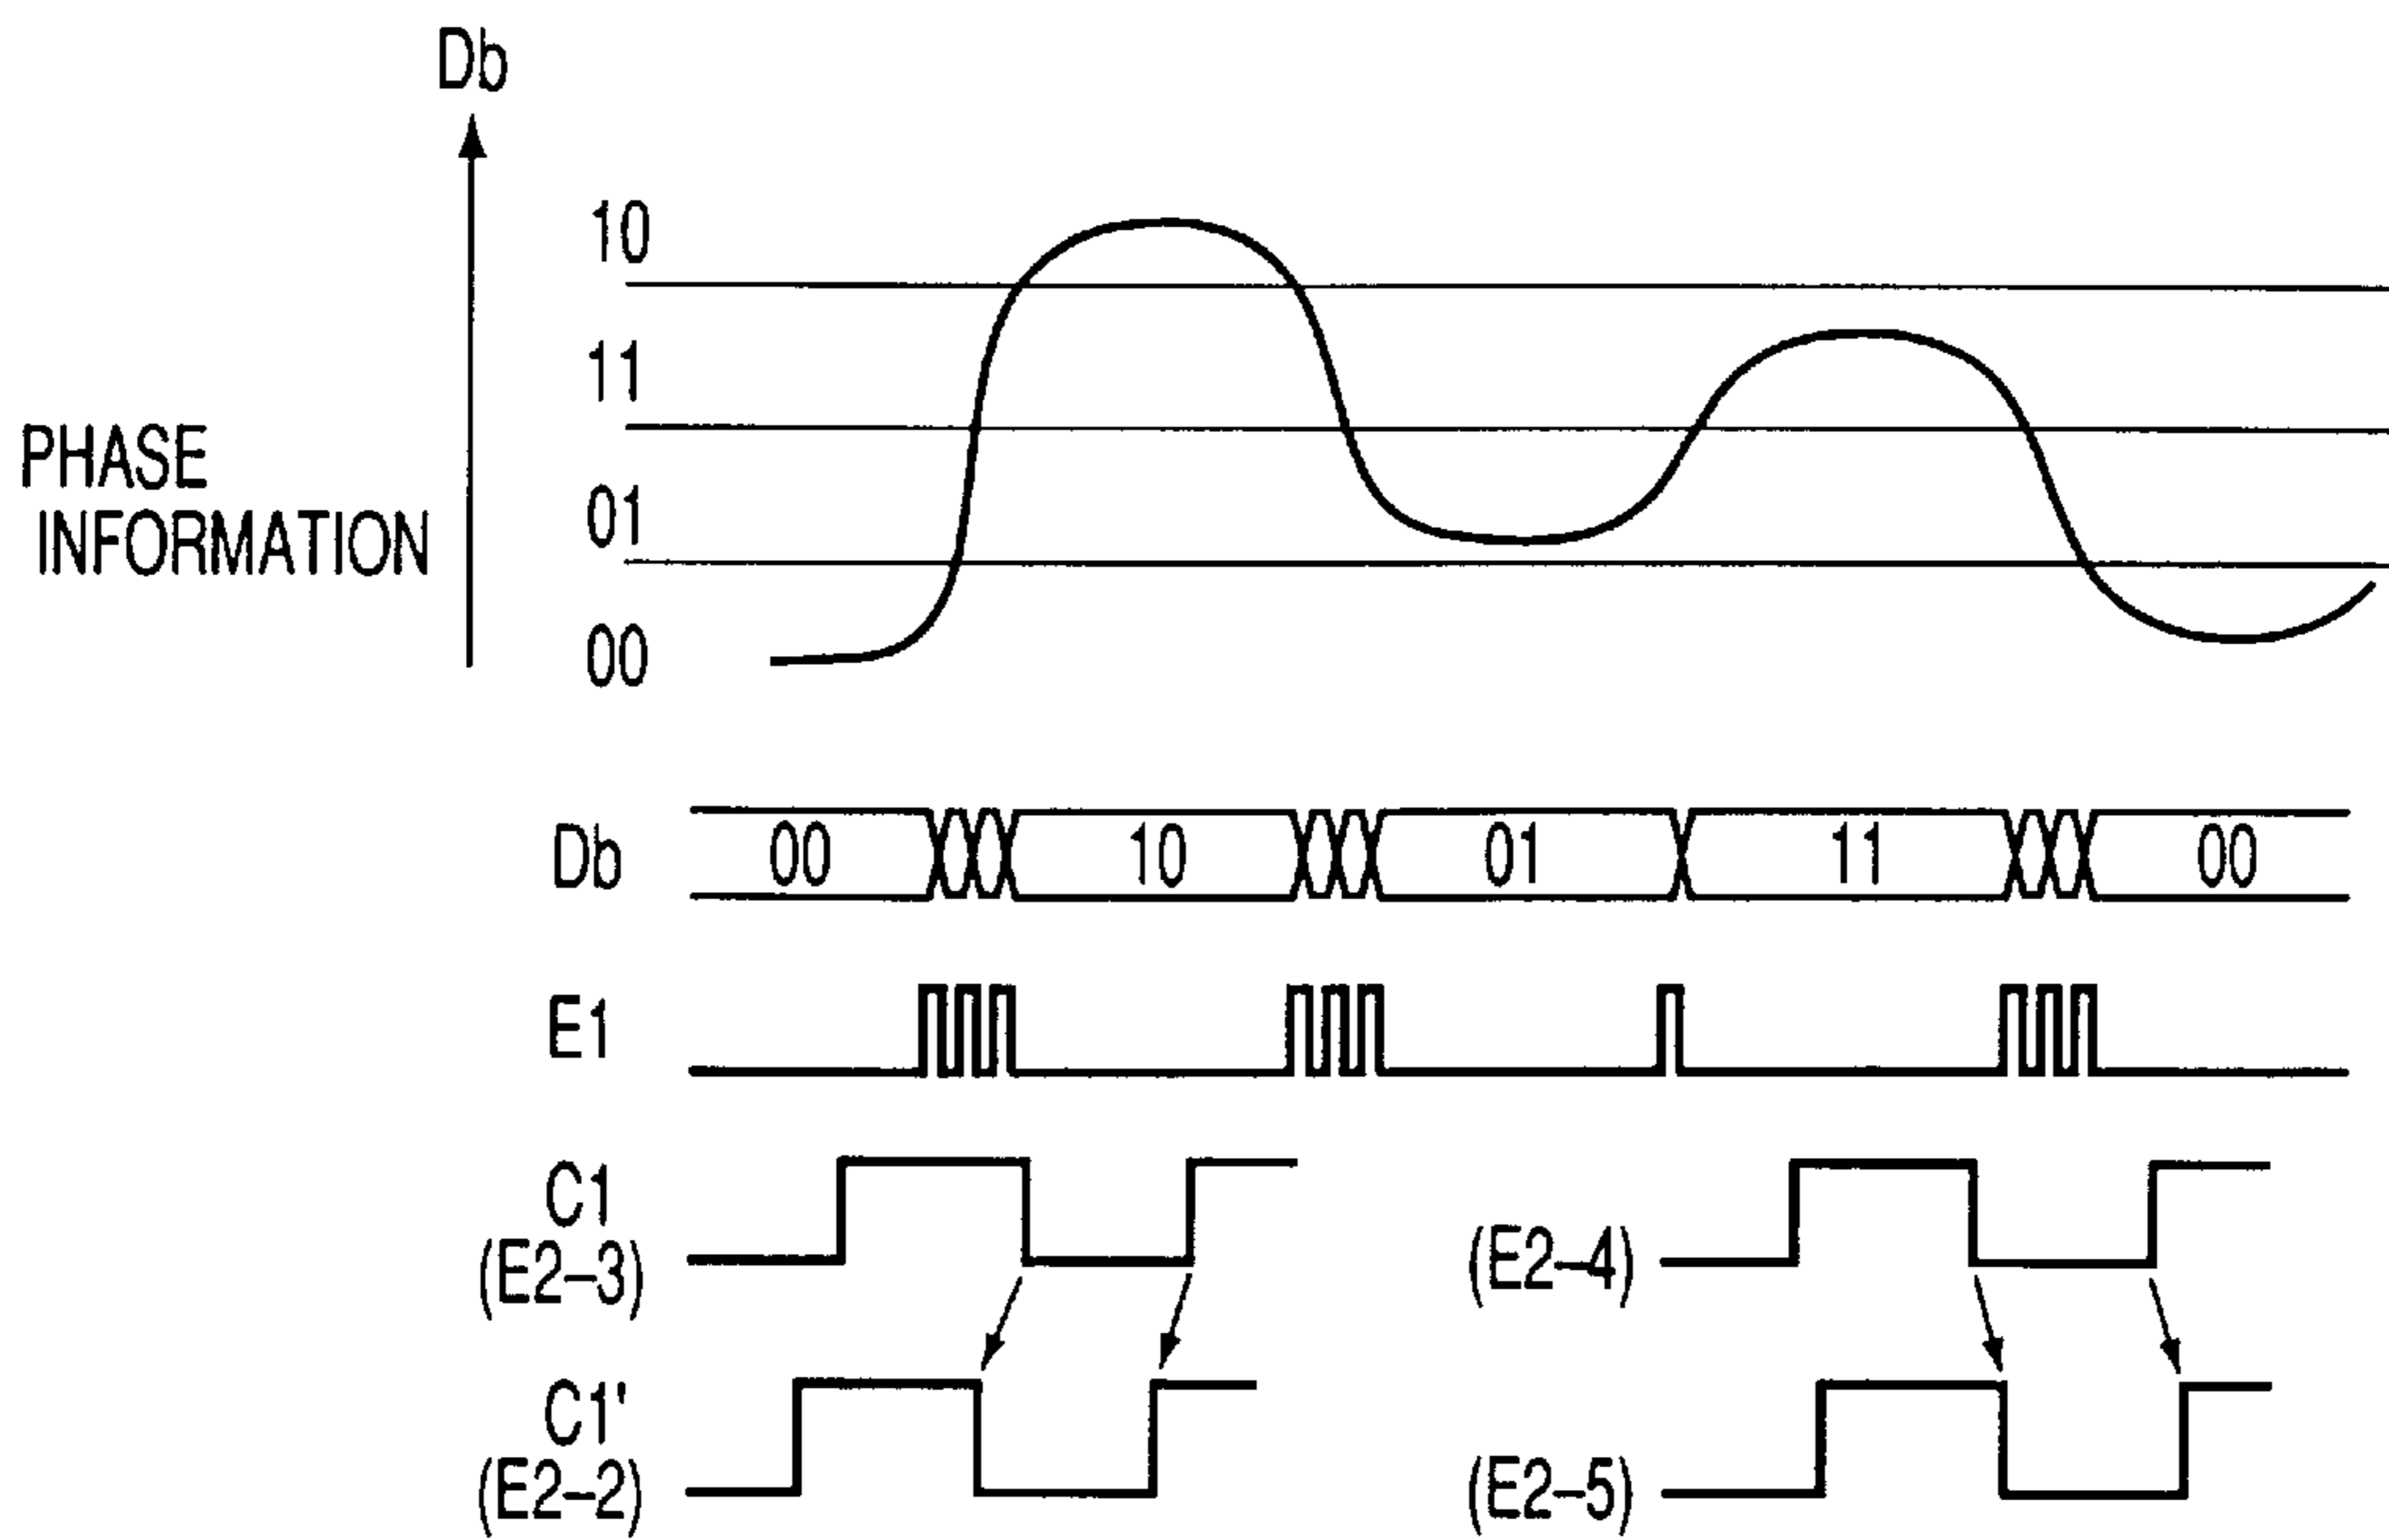 Db
10
11
PHASE
INFORMATION
01
00
Db 00 10 01 11 00
E1
C1
(E2-3)
(E2-4)
C1'
(E2-2)
(E2-5)